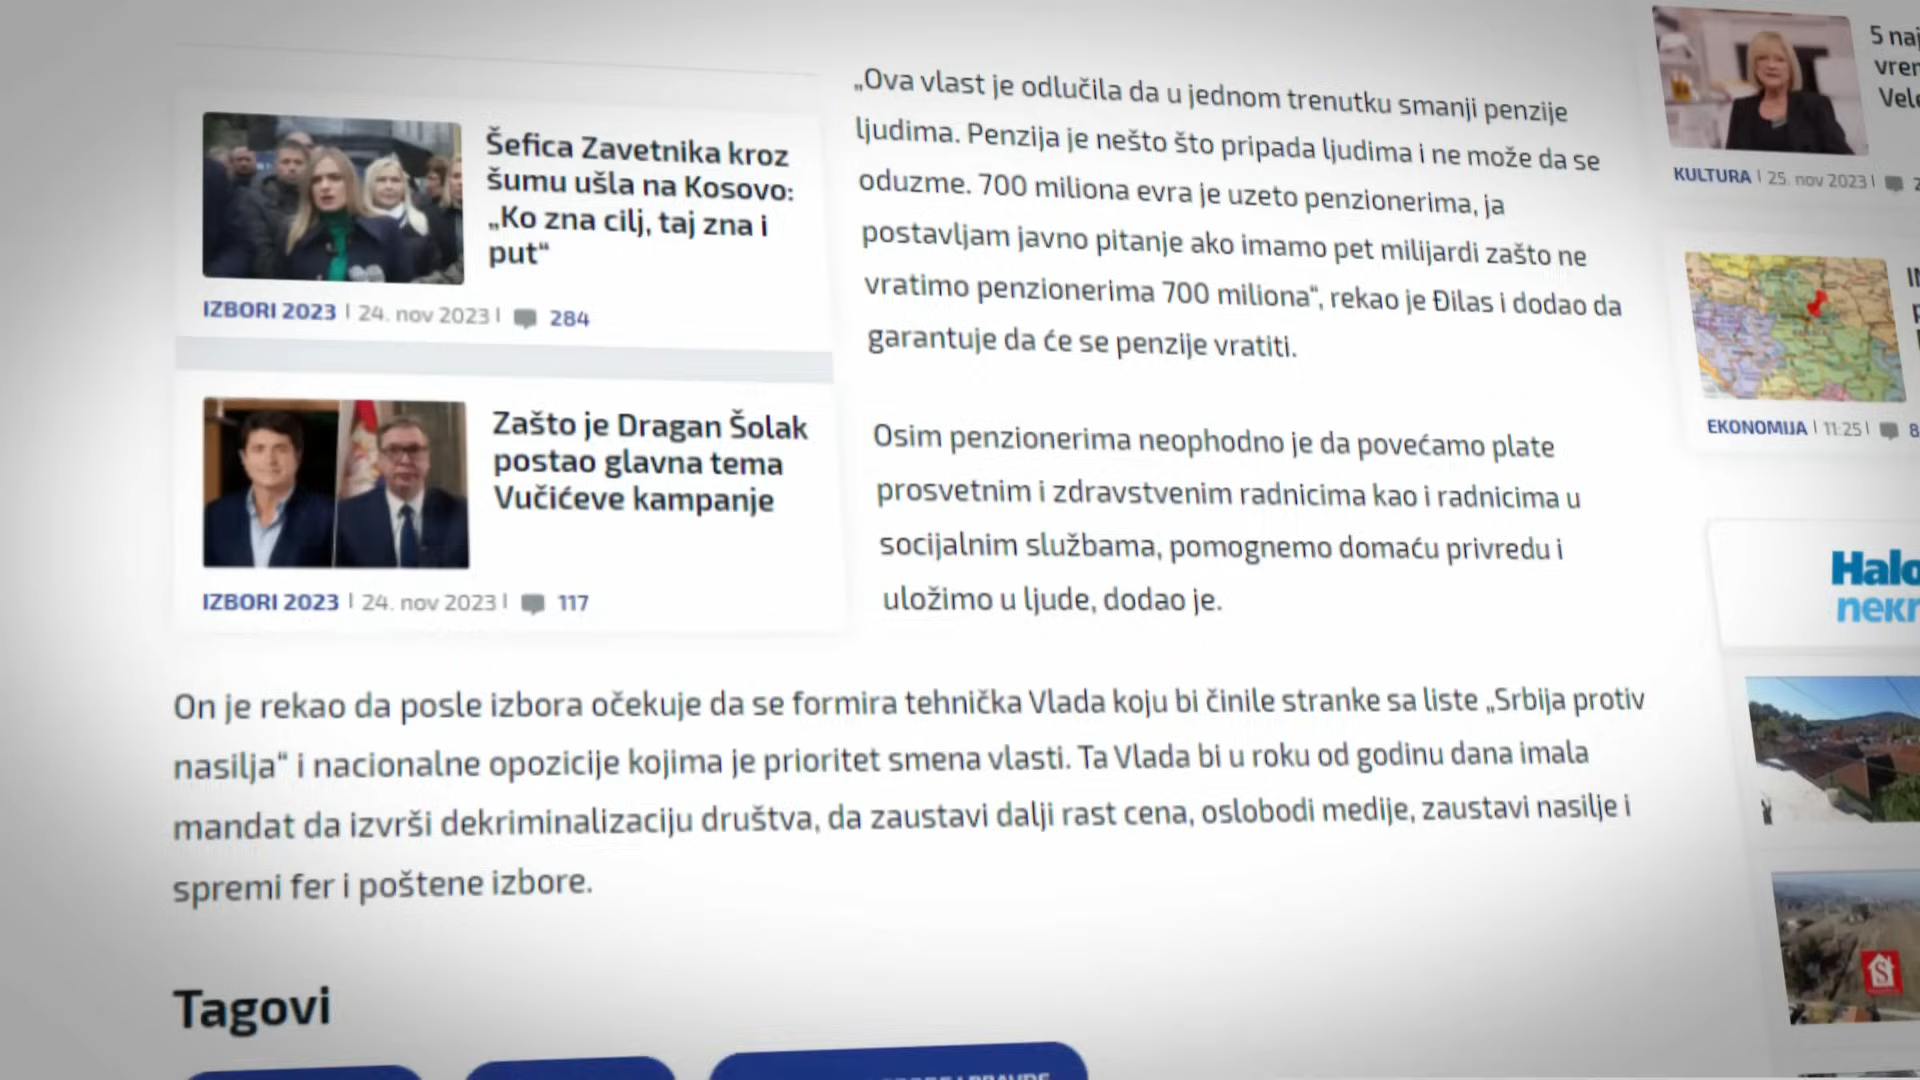 Šefica Zavetnika kroz
šumu ušla na Kosovo:
„Ko zna cilj, taj zna i
put“
IZBORI 2023 | 24. nov 2023 | 284
Zašto je Dragan Šolak
postao glavna tema
Vučićeve kampanje
IZBORI 2023 | 24. nov 2023 | 117
„Ova vlast je odlučila da u jednom trenutku smanji penzije
ljudima. Penzija je nešto što pripada ljudima i ne može da se
oduzme. 700 miliona evra je uzeto penzionerima, ja
postavljam javno pitanje ako imamo pet milijardi zašto ne
vratimo penzionerima 700 miliona“, rekao je Đilas i dodao da
garantuje da će se penzije vratiti.
Osim penzionerima neophodno je da povećamo plate
prosvetnim i zdravstvenim radnicima kao i radnicima u
socijalnim službama, pomognemo domaću privredu i
uložimo u ljude, dodao je.
On je rekao da posle izbora očekuje da se formira tehnička Vlada koju bi činile stranke sa liste „Srbija protiv
nasilja“ i nacionalne opozicije kojima je prioritet smena vlasti. Ta Vlada bi u roku od godinu dana imala
mandat da izvrši dekriminalizaciju društva, da zaustavi dalji rast cena, oslobodi medije, zaustavi nasilje i
spremi fer i poštene izbore.
Tagovi
5 naj
vrem
Vele
KULTURA | 25. nov 2023 | 2
EKONOMIJA | 11:25 | 8
Halo
nekr